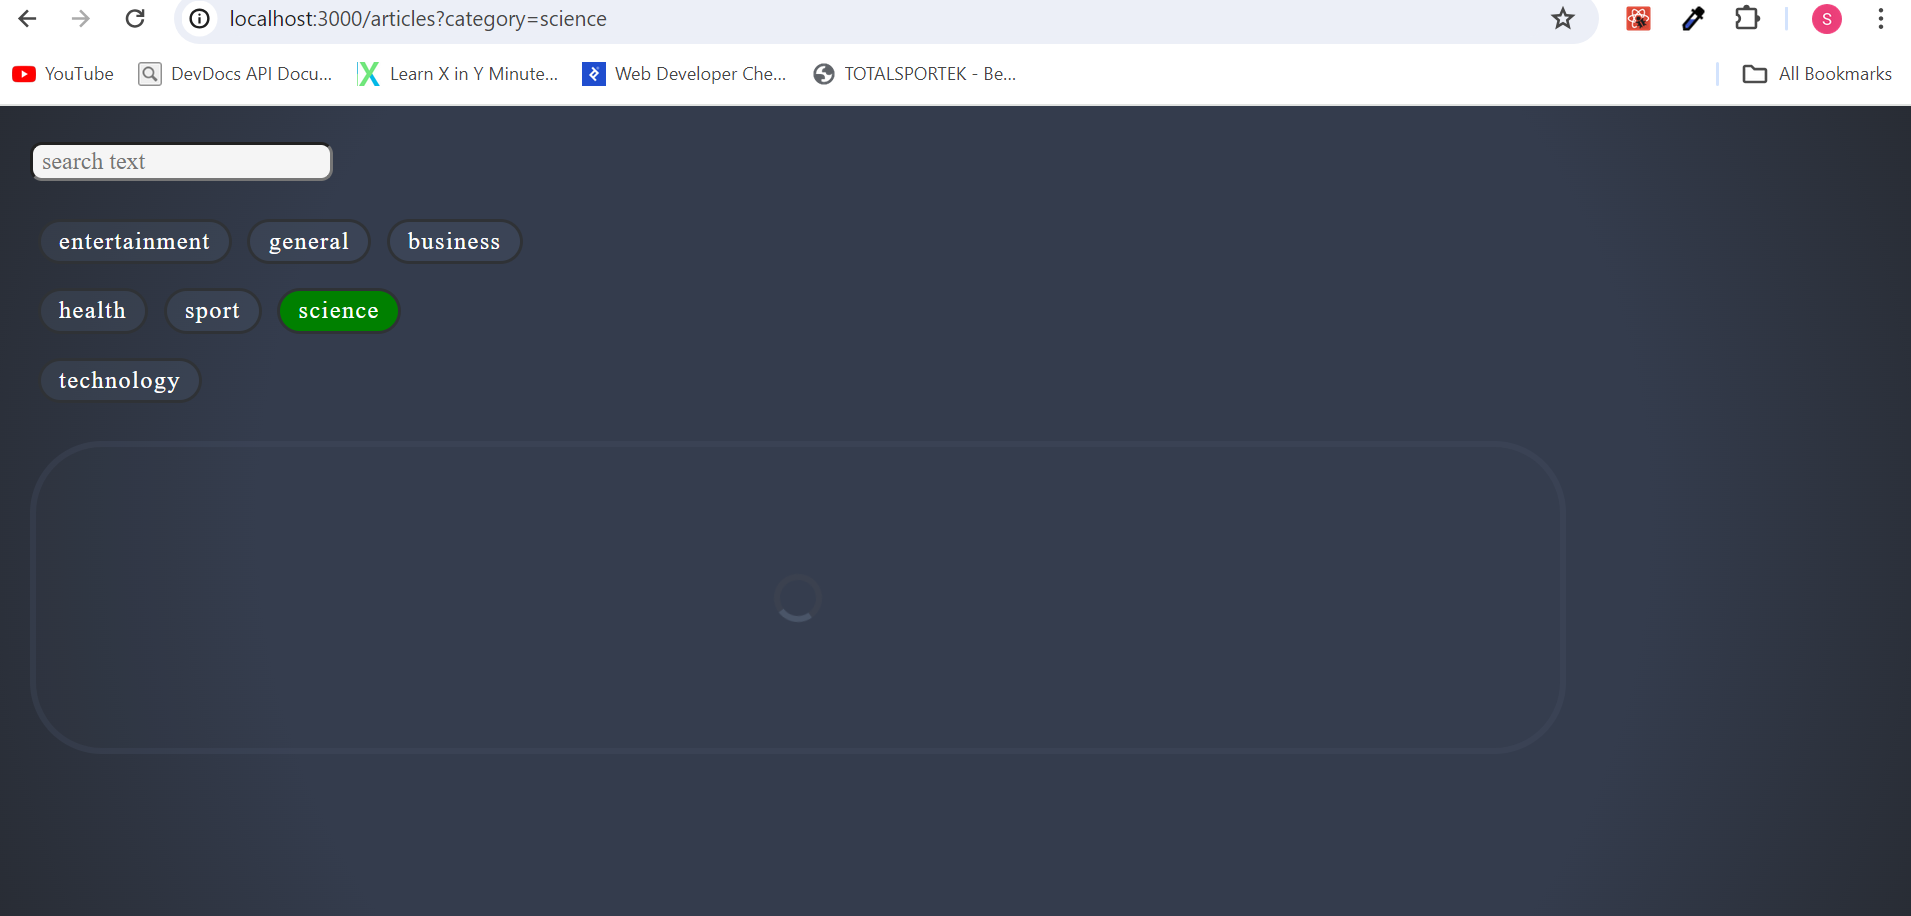 localhost:3000/articles?category=science
S
YouTube DevDocs API Docu... Learn X in Y Minute... Web Developer Che... TOTALSPORTEK - Be... All Bookmarks
search text
entertainment general business
health sport science
technology